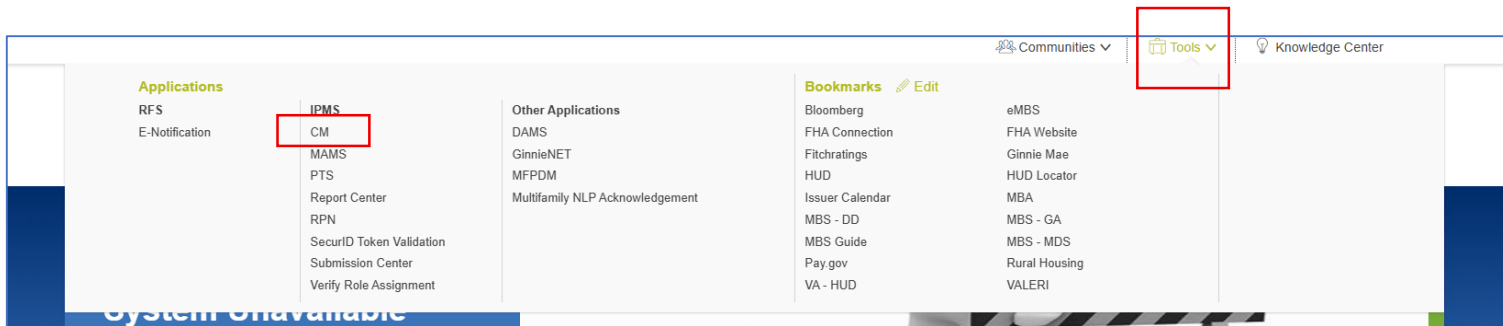 Communities
Tools
Knowledge Center
Applications
RFS
E-Notification
IPMS
CM
MAMS
PTS
Report Center
RPN
SecurID Token Validation
Submission Center
Verify Role Assignment
Other Applications
DAMS
GinnieNET
MFPDM
Multifamily NLP Acknowledgement
Bookmarks Edit
Bloomberg
FHA Connection
Fitchratings
HUD
Issuer Calendar
MBS - DD
MBS Guide
Pay.gov
VA - HUD
eMBS
FHA Website
Ginnie Mae
HUD Locator
MBA
MBS - GA
MBS - MDS
Rural Housing
VALERI
System Unavailable